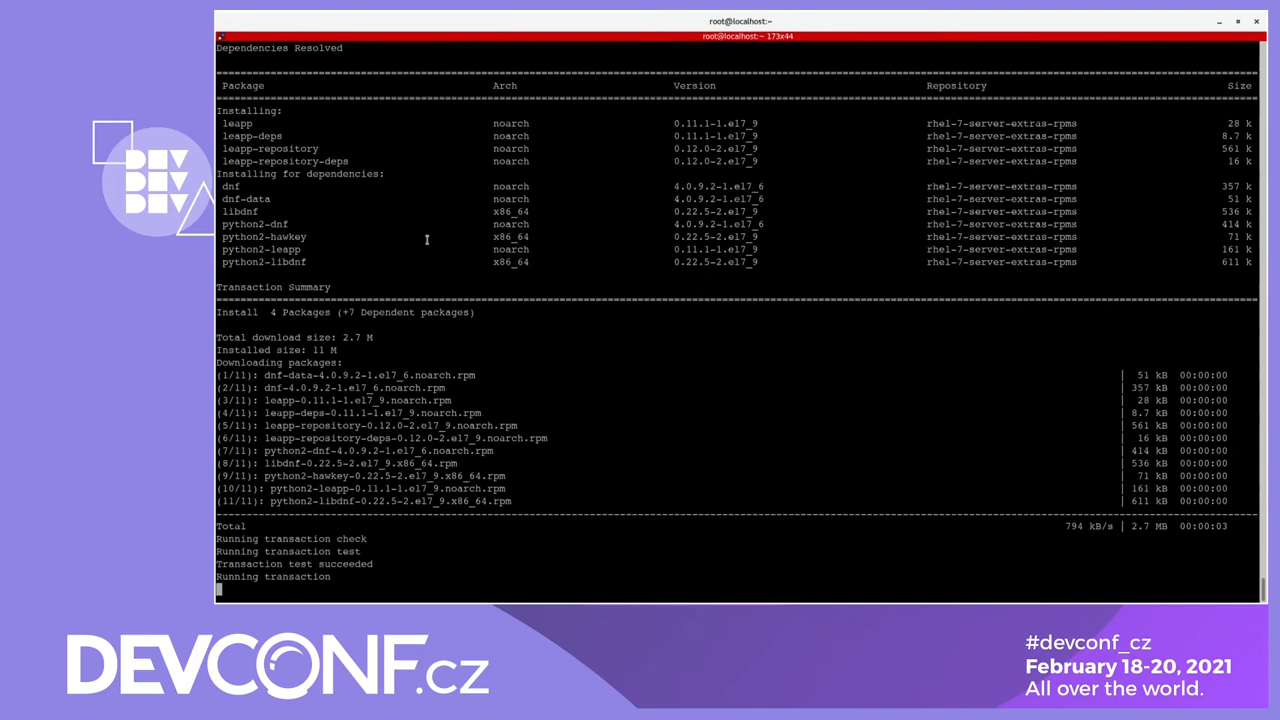 root@localhost:~
root@localhost:~ 173x44
Dependencies Resolved
Package Arch Version Repository Size
Installing:
leapp noarch 0.11.1-1.el7_9 rhel-7-server-extras-rpms 28 k
leapp-deps noarch 0.11.1-1.el7_9 rhel-7-server-extras-rpms 8.7 k
leapp-repository noarch 0.12.0-2.el7_9 rhel-7-server-extras-rpms 561 k
leapp-repository-deps noarch 0.12.0-2.el7_9 rhel-7-server-extras-rpms 16 k
Installing for dependencies:
dnf noarch 4.0.9.2-1.el7_6 rhel-7-server-extras-rpms 357 k
dnf-data noarch 4.0.9.2-1.el7_6 rhel-7-server-extras-rpms 51 k
libdnf x86_64 0.22.5-2.el7_9 rhel-7-server-extras-rpms 536 k
python2-dnf noarch 4.0.9.2-1.el7_6 rhel-7-server-extras-rpms 414 k
python2-hawkey x86_64 0.22.5-2.el7_9 rhel-7-server-extras-rpms 71 k
python2-leapp noarch 0.11.1-1.el7_9 rhel-7-server-extras-rpms 161 k
python2-libdnf x86_64 0.22.5-2.el7_9 rhel-7-server-extras-rpms 611 k
Transaction Summary
Install 4 Packages (+7 Dependent packages)
Total download size: 2.7 M
Installed size: 11 M
Downloading packages:
(1/11): dnf-data-4.0.9.2-1.el7_6.noarch.rpm | 51 kB 00:00:00
(2/11): dnf-4.0.9.2-1.el7_6.noarch.rpm | 357 kB 00:00:00
(3/11): leapp-0.11.1-1.el7_9.noarch.rpm | 28 kB 00:00:00
(4/11): leapp-deps-0.11.1-1.el7_9.noarch.rpm | 8.7 kB 00:00:00
(5/11): leapp-repository-0.12.0-2.el7_9.noarch.rpm | 561 kB 00:00:00
(6/11): leapp-repository-deps-0.12.0-2.el7_9.noarch.rpm | 16 kB 00:00:00
(7/11): python2-dnf-4.0.9.2-1.el7_6.noarch.rpm | 414 kB 00:00:00
(8/11): libdnf-0.22.5-2.el7_9.x86_64.rpm | 536 kB 00:00:00
(9/11): python2-hawkey-0.22.5-2.el7_9.x86_64.rpm | 71 kB 00:00:00
(10/11): python2-leapp-0.11.1-1.el7_9.noarch.rpm | 161 kB 00:00:00
(11/11): python2-libdnf-0.22.5-2.el7_9.x86_64.rpm | 611 kB 00:00:00
Total 794 kB/s | 2.7 MB 00:00:03
Running transaction check
Running transaction test
Transaction test succeeded
Running transaction
DEV
DEV
DEV
DEVCONF.cz
#devconf_cz
February 18-20, 2021
All over the world.